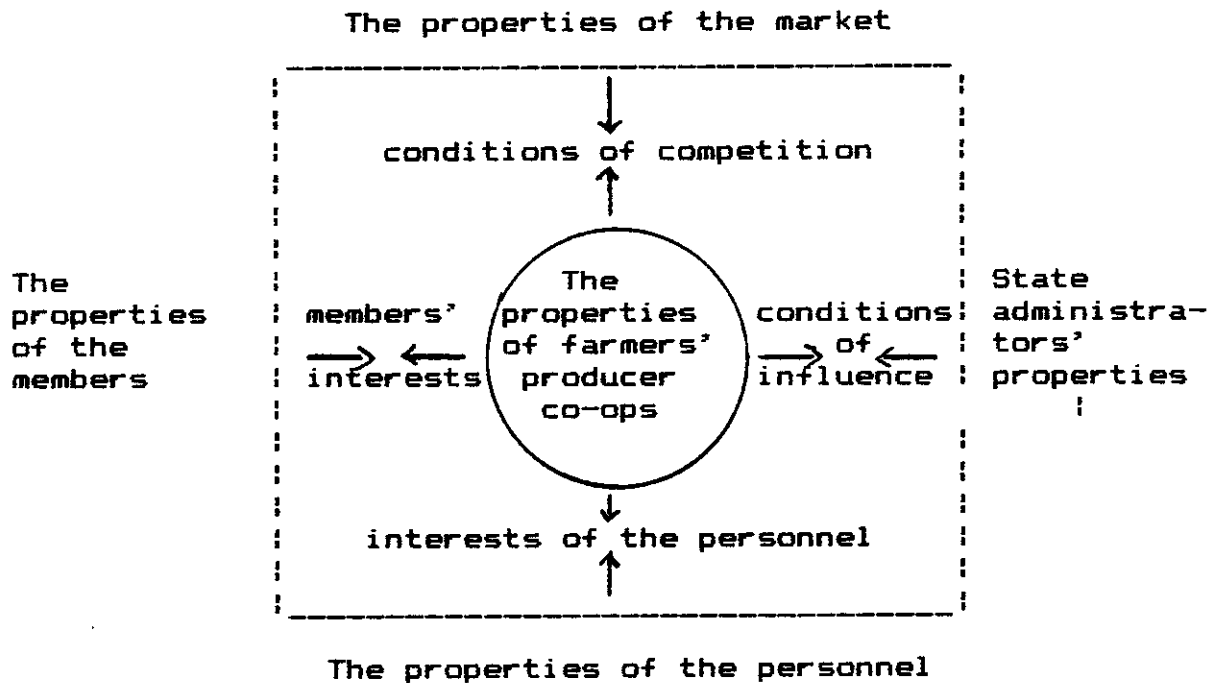 The properties of the market
conditions of competition
The
properties
of the
members
members'
interests
The
properties
of farmers'
producer
co-ops
conditions
of
influence
State
administra-
tors'
properties
interests of the personnel
The properties of the personnel